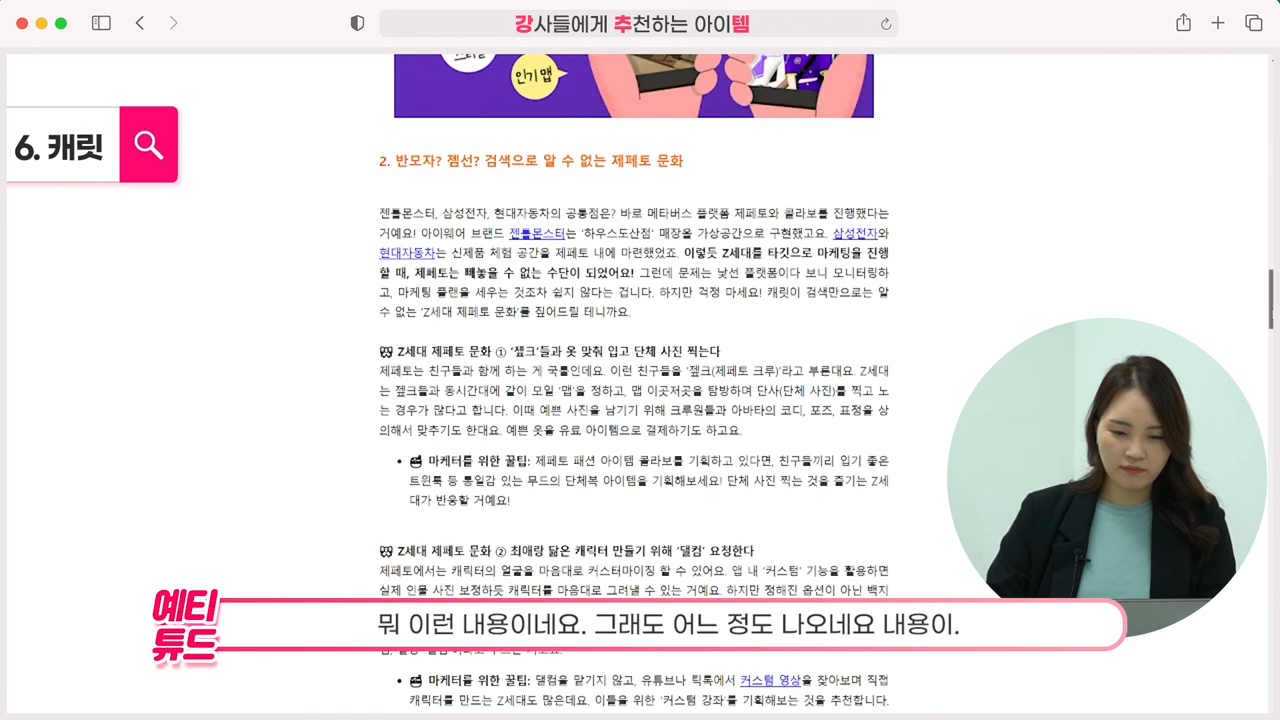 강사들에게 추천하는 아이템
인기맵
6. 캐릿
2. 반모자? 젬선? 검색으로 알 수 없는 제페토 문화
젠틀몬스터, 삼성전자, 현대자동차의 공통점은? 바로 메타버스 플랫폼 제페토와 콜라보를 진행했다는
거예요! 아이웨어 브랜드 젠틀몬스터는 '하우스도산점' 매장을 가상공간으로 구현했고요. 삼성전자와
현대자동차는 신제품 체험 공간을 제페토 내에 마련했었죠. 이렇듯 Z세대를 타깃으로 마케팅을 진행
할 때, 제페토는 빼놓을 수 없는 수단이 되었어요! 그런데 문제는 낯선 플랫폼이다 보니 모니터링하
고, 마케팅 플랜을 세우는 것조차 쉽지 않다는 겁니다. 하지만 걱정 마세요! 캐릿이 검색만으로는 알
수 없는 'Z세대 제페토 문화'를 짚어드릴 테니까요.
Z세대 제페토 문화 ① '젶크'들과 옷 맞춰 입고 단체 사진 찍는다
제페토는 친구들과 함께 하는 게 국룰인데요. 이런 친구들을 '젶크(제페토 크루)'라고 부른대요. Z세대
는 젶크들과 동시간대에 같이 모일 '맵'을 정하고, 맵 이곳저곳을 탐방하며 단사(단체 사진)를 찍고 노
는 경우가 많다고 합니다. 이때 예쁜 사진을 남기기 위해 크루원들과 아바타의 코디, 포즈, 표정을 상
의해서 맞추기도 한대요. 예쁜 옷을 유료 아이템으로 결제하기도 하고요.
• 마케터를 위한 꿀팁: 제페토 패션 아이템 콜라보를 기획하고 있다면, 친구들끼리 입기 좋은
트윈룩 등 통일감 있는 무드의 단체복 아이템을 기획해보세요! 단체 사진 찍는 것을 즐기는 Z세
대가 반응할 거예요!
Z세대 제페토 문화 ② 최애랑 닮은 캐릭터 만들기 위해 '댈컴' 요청한다
제페토에서는 캐릭터의 얼굴을 마음대로 커스터마이징 할 수 있어요. 앱 내 '커스텀' 기능을 활용하면
실제 인물 사진 보정하듯 캐릭터를 마음대로 그려낼 수 있는 거예요. 하지만 정해진 옵션이 아닌 백지
예티튜드
뭐 이런 내용이네요. 그래도 어느 정도 나오네요 내용이.
• 마케터를 위한 꿀팁: 댈컴을 맡기지 않고, 유튜브나 틱톡에서 커스텀 영상을 찾아보며 직접
캐릭터를 만드는 Z세대도 많은데요. 이들을 위한 '커스텀 강좌'를 기획해보는 것을 추천합니다.